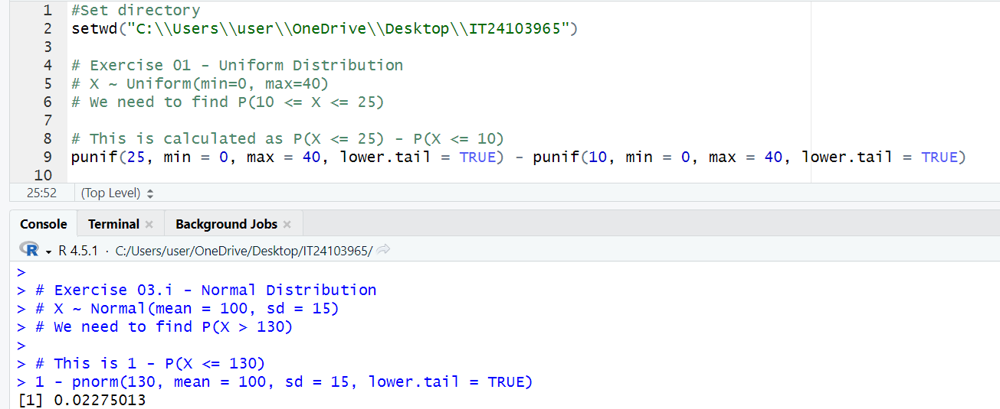 1 #Set directory
2 setwd("C:\\Users\\user\\OneDrive\\Desktop\\IT24103965")
3
4 # Exercise 01 - Uniform Distribution
5 # X ~ Uniform(min=0, max=40)
6 # We need to find P(10 <= X <= 25)
7
8 # This is calculated as P(X <= 25) - P(X <= 10)
9 punif(25, min = 0, max = 40, lower.tail = TRUE) - punif(10, min = 0, max = 40, lower.tail = TRUE)
10
25:52 (Top Level)
Console Terminal × Background Jobs ×
R R 4.5.1 · C:/Users/user/OneDrive/Desktop/IT24103965/
>
> # Exercise 03.i - Normal Distribution
> # X ~ Normal(mean = 100, sd = 15)
> # We need to find P(X > 130)
>
> # This is 1 - P(X <= 130)
> 1 - pnorm(130, mean = 100, sd = 15, lower.tail = TRUE)
[1] 0.02275013